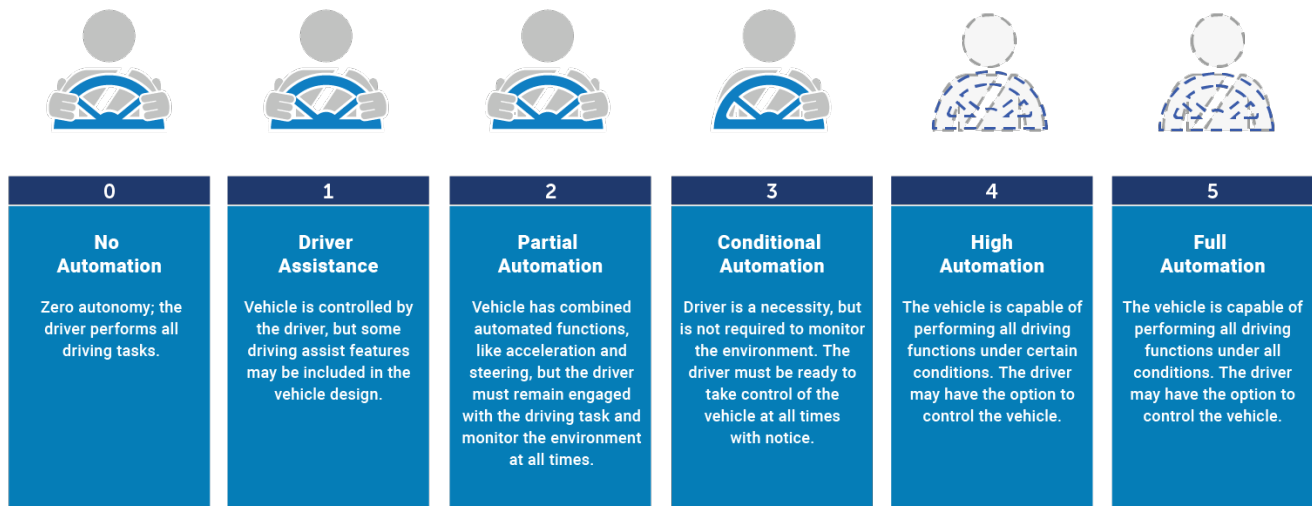 0
No
Automation
Zero autonomy; the
driver performs all
driving tasks.
1
Driver
Assistance
Vehicle is controlled by
the driver, but some
driving assist features
may be included in the
vehicle design.
2
Partial
Automation
Vehicle has combined
automated functions,
like acceleration and
steering, but the driver
must remain engaged
with the driving task and
monitor the environment
at all times.
3
Conditional
Automation
Driver is a necessity, but
is not required to monitor
the environment. The
driver must be ready to
take control of the
vehicle at all times
with notice.
4
High
Automation
The vehicle is capable of
performing all driving
functions under certain
conditions. The driver
may have the option to
control the vehicle.
5
Full
Automation
The vehicle is capable of
performing all driving
functions under all
conditions. The driver
may have the option to
control the vehicle.